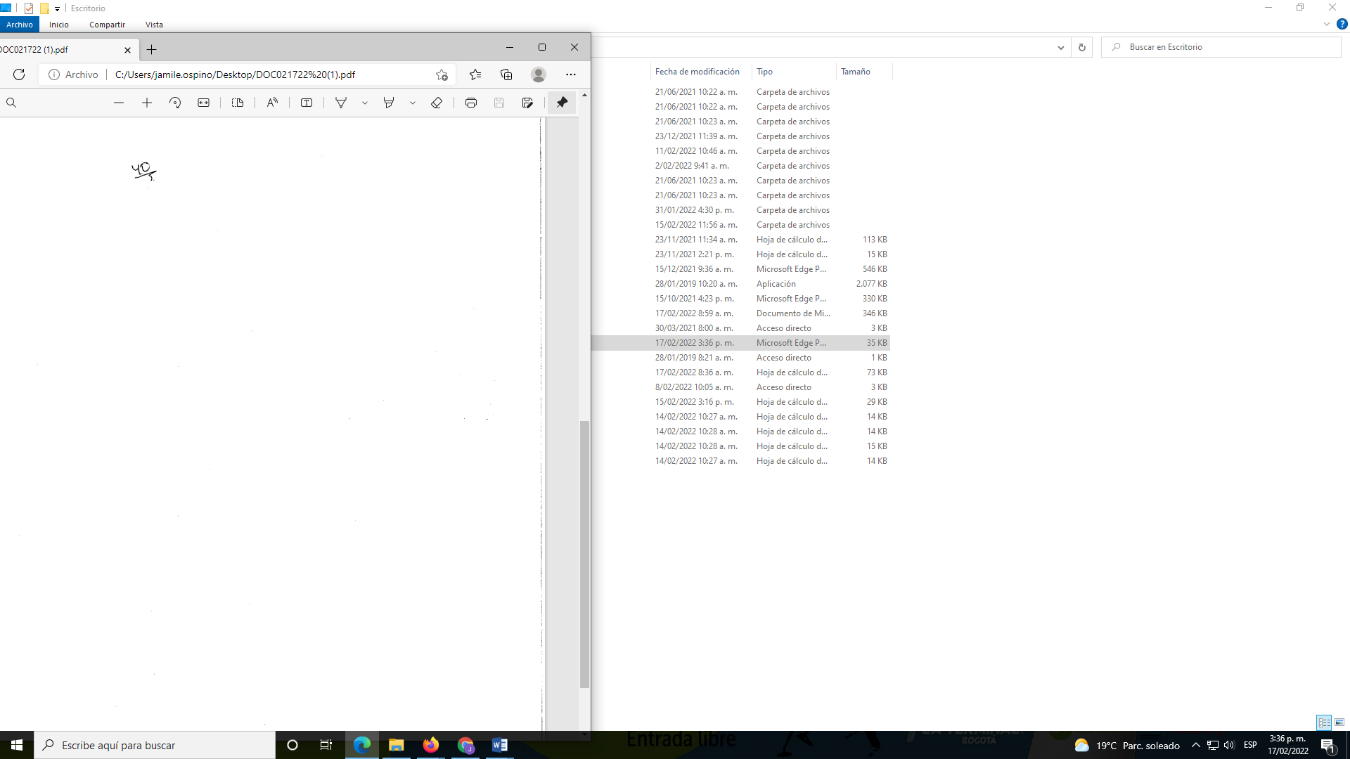 Escritorio
Archivo Inicio Compartir Vista
DOC021722 (1).pdf
Archivo C:/Users/jamile.ospino/Desktop/DOC021722%20(1).pdf
Buscar en Escritorio
Fecha de modificación Tipo Tamaño
21/06/2021 10:22 a. m. Carpeta de archivos
21/06/2021 10:22 a. m. Carpeta de archivos
21/06/2021 10:23 a. m. Carpeta de archivos
23/12/2021 11:39 a. m. Carpeta de archivos
11/02/2022 10:46 a. m. Carpeta de archivos
2/02/2022 9:41 a. m. Carpeta de archivos
21/06/2021 10:23 a. m. Carpeta de archivos
21/06/2021 10:23 a. m. Carpeta de archivos
31/01/2022 4:30 p. m. Carpeta de archivos
15/02/2022 11:56 a. m. Carpeta de archivos
23/11/2021 11:34 a. m. Hoja de cálculo d... 113 KB
23/11/2021 2:21 p. m. Hoja de cálculo d... 15 KB
15/12/2021 9:36 a. m. Microsoft Edge P... 546 KB
28/01/2019 10:20 a. m. Aplicación 2.077 KB
15/10/2021 4:23 p. m. Microsoft Edge P... 330 KB
17/02/2022 8:59 a. m. Documento de Mi... 346 KB
30/03/2021 8:00 a. m. Acceso directo 3 KB
17/02/2022 3:36 p. m. Microsoft Edge P... 35 KB
28/01/2019 8:21 a. m. Acceso directo 1 KB
17/02/2022 8:36 a. m. Hoja de cálculo d... 73 KB
8/02/2022 10:05 a. m. Acceso directo 3 KB
15/02/2022 3:16 p. m. Hoja de cálculo d... 29 KB
14/02/2022 10:27 a. m. Hoja de cálculo d... 14 KB
14/02/2022 10:28 a. m. Hoja de cálculo d... 14 KB
14/02/2022 10:28 a. m. Hoja de cálculo d... 15 KB
14/02/2022 10:27 a. m. Hoja de cálculo d... 14 KB
40
Escribe aquí para buscar
Entrada libre
BOGOTÁ
19°C Parc. soleado
ESP
3:36 p. m.
17/02/2022